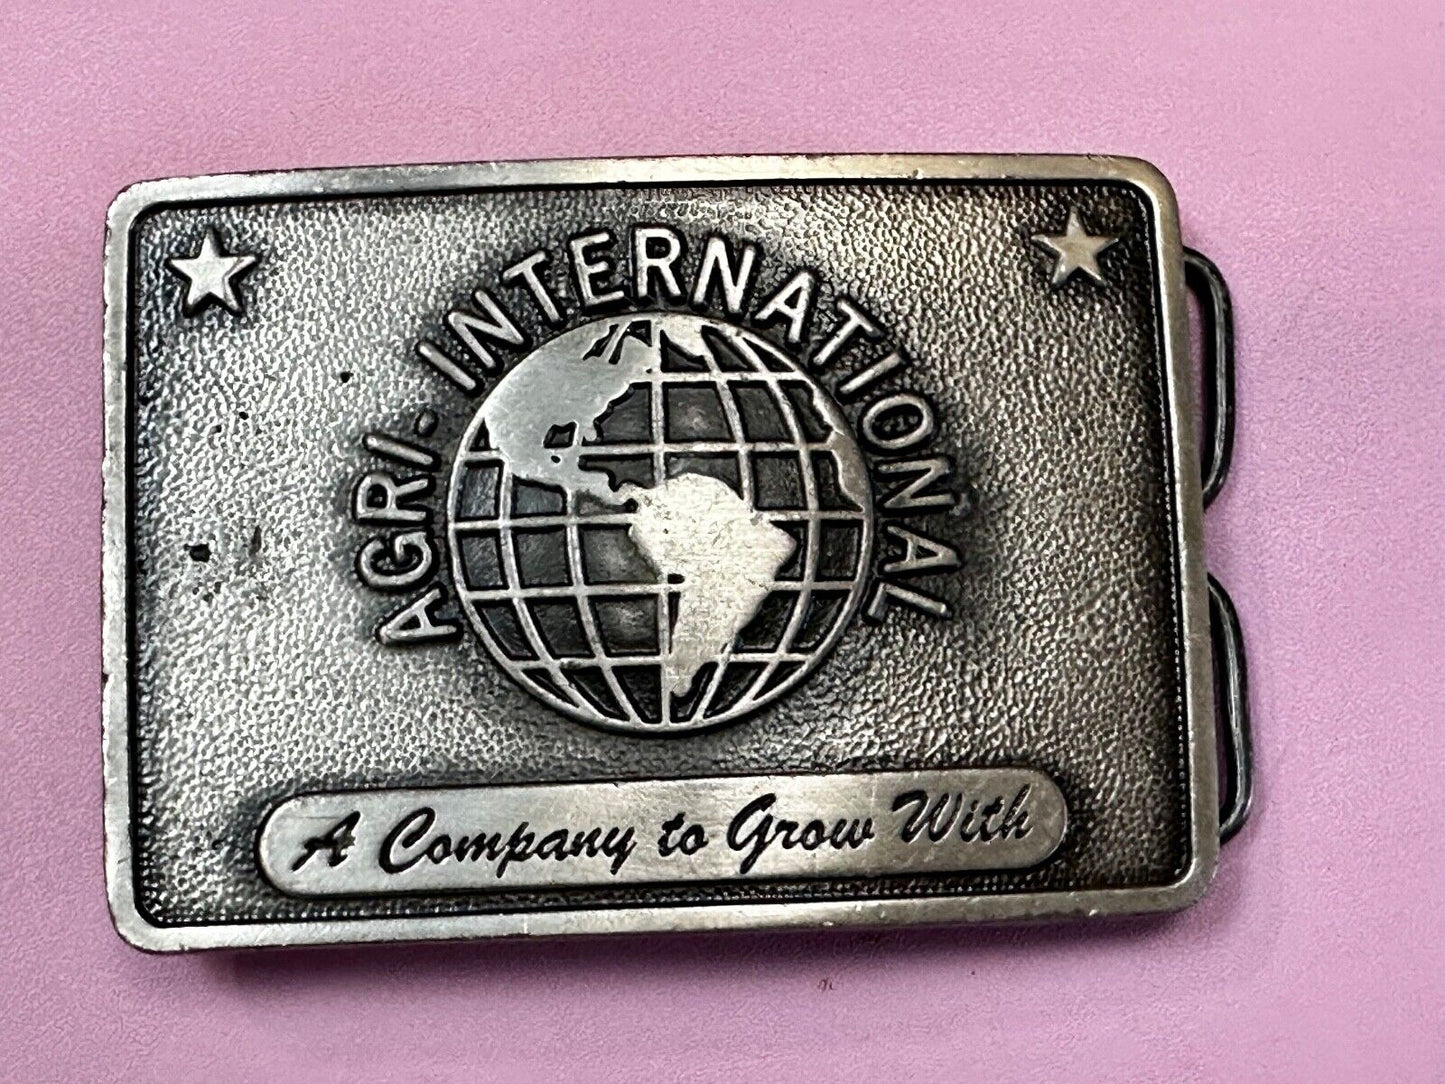 AGRI-INTERNATIONAL
A Company to Grow With